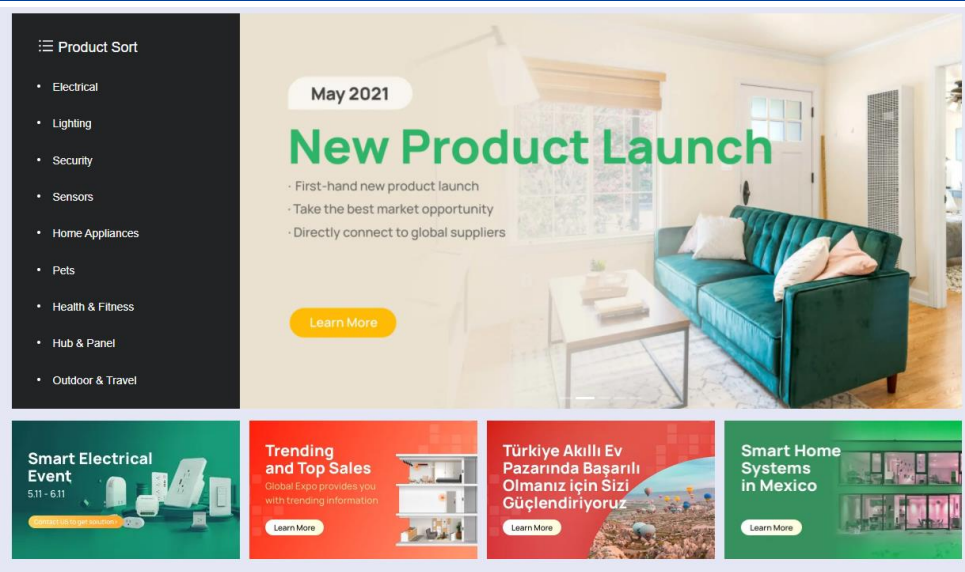 Product Sort
Electrical
Lighting
Security
Sensors
Home Appliances
Pets
Health & Fitness
Hub & Panel
Outdoor & Travel
May 2021
New Product Launch
· First-hand new product launch
· Take the best market opportunity
· Directly connect to global suppliers
Learn More
Smart Electrical
Event
5.11 - 6.11
Contact us to get solution
Trending
and Top Sales
Global Expo provides you
with trending information
Learn More
Türkiye Akıllı Ev
Pazarında Başarılı
Olmanız için Sizi
Güçlendiriyoruz
Learn More
Smart Home
Systems
in Mexico
Learn More